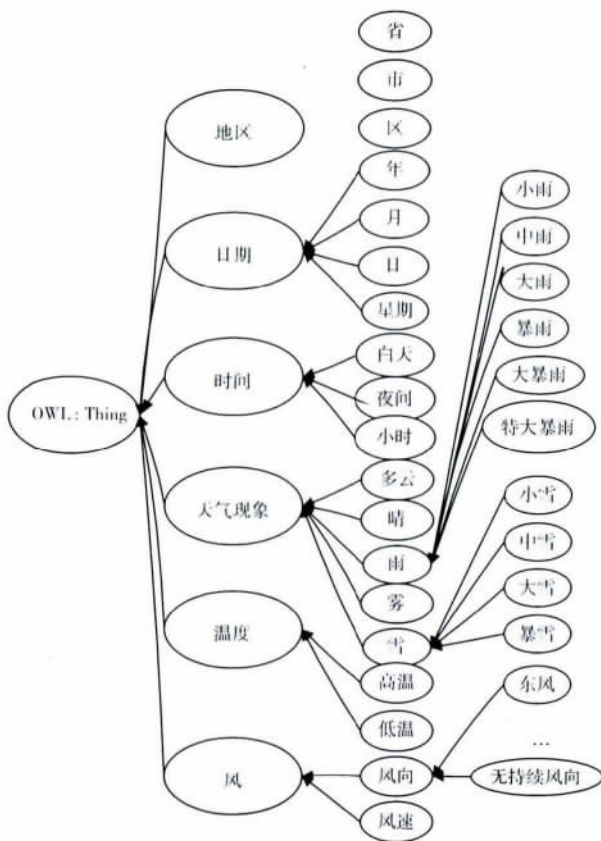 OWL : Thing
地区
日期
时间
天气现象
温度
风
省
市
区
年
月
日
星期
白天
夜间
小时
多云
晴
雨
雾
雪
高温
低温
风向
风速
小雨
中雨
大雨
暴雨
大暴雨
特大暴雨
小雪
中雪
大雪
暴雪
东风
...
无持续风向